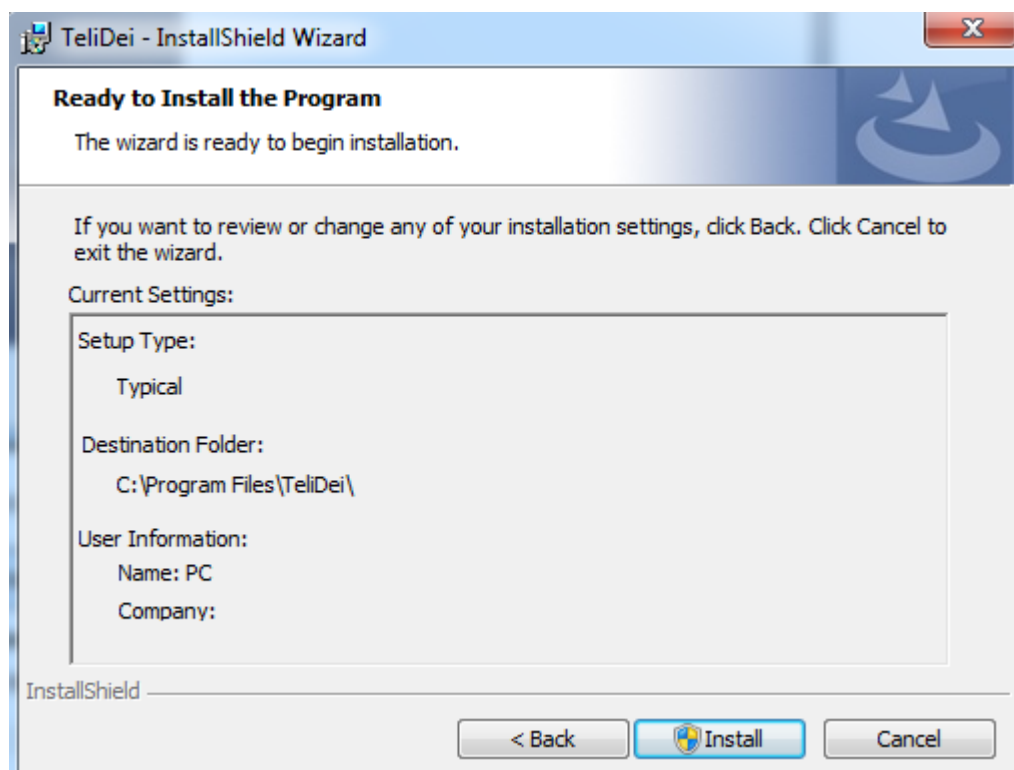 TeliDei - InstallShield Wizard
Ready to Install the Program
The wizard is ready to begin installation.
If you want to review or change any of your installation settings, click Back. Click Cancel to
exit the wizard.
Current Settings:
Setup Type:
Typical
Destination Folder:
C:\Program Files\TeliDei\
User Information:
Name: PC
Company:
InstallShield
< Back
Install
Cancel